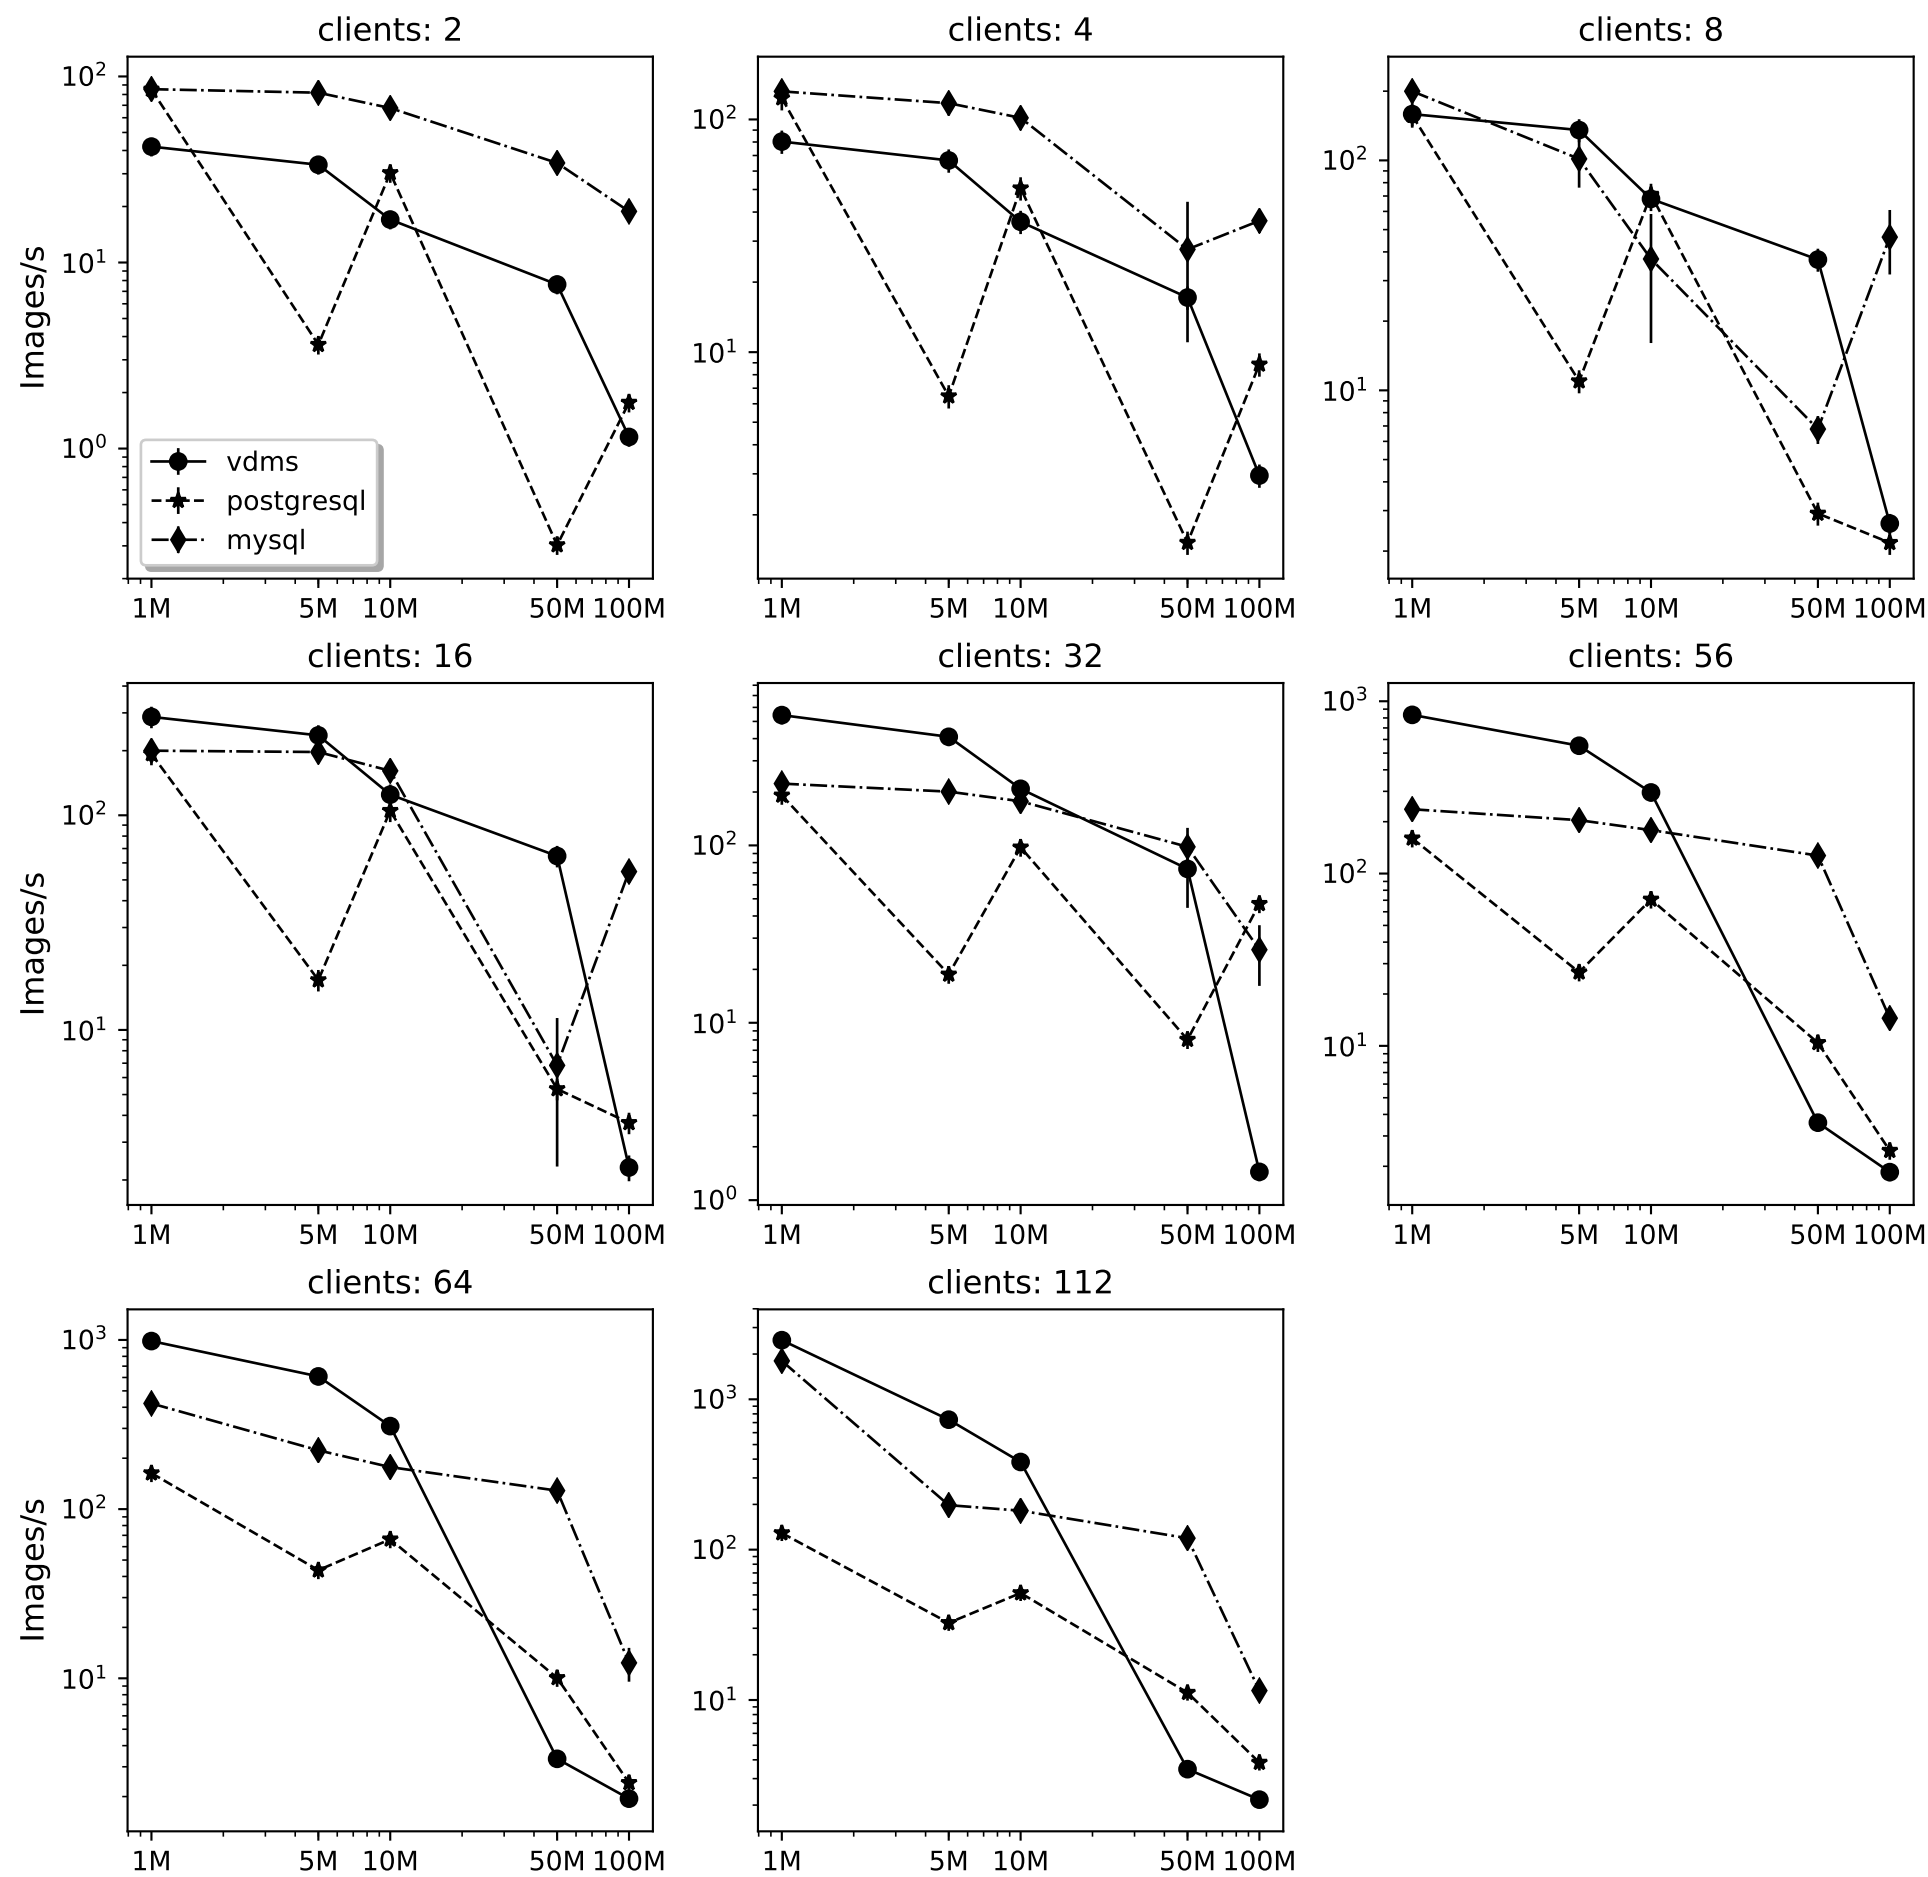 clients: 2
clients: 4
clients: 8
Images/s
10²
10¹
10⁰
vdms
postgresql
mysql
1M 5M 10M 50M 100M
10²
10¹
1M 5M 10M 50M 100M
10²
10¹
1M 5M 10M 50M 100M
clients: 16
clients: 32
clients: 56
Images/s
10²
10¹
1M 5M 10M 50M 100M
10²
10¹
10⁰
1M 5M 10M 50M 100M
10³
10²
10¹
1M 5M 10M 50M 100M
clients: 64
clients: 112
Images/s
10³
10²
10¹
1M 5M 10M 50M 100M
10³
10²
10¹
1M 5M 10M 50M 100M